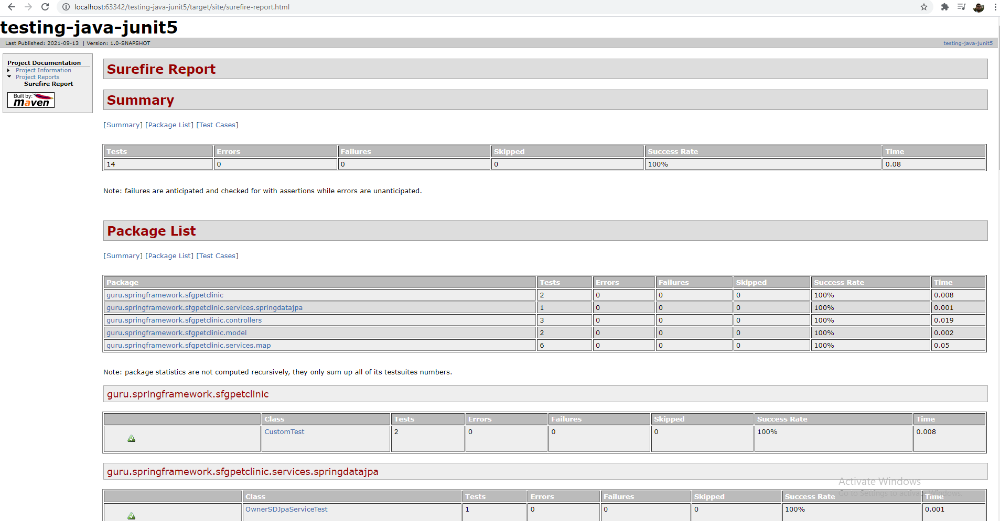 localhost:63342/testing-java-junit5/target/site/surefire-report.html
testing-java-junit5
Last Published: 2021-09-13 | Version: 1.0-SNAPSHOT
testing-java-junit5
Project Documentation
Project Information
Project Reports
Surefire Report
Built by:
maven
Surefire Report
Summary
[Summary] [Package List] [Test Cases]
Tests Errors Failures Skipped Success Rate Time
14 0 0 0 100% 0.08
Note: failures are anticipated and checked for with assertions while errors are unanticipated.
Package List
[Summary] [Package List] [Test Cases]
Package Tests Errors Failures Skipped Success Rate Time
guru.springframework.sfgpetclinic 2 0 0 0 100% 0.008
guru.springframework.sfgpetclinic.services.springdatajpa 1 0 0 0 100% 0.001
guru.springframework.sfgpetclinic.controllers 3 0 0 0 100% 0.019
guru.springframework.sfgpetclinic.model 2 0 0 0 100% 0.002
guru.springframework.sfgpetclinic.services.map 6 0 0 0 100% 0.05
Note: package statistics are not computed recursively, they only sum up all of its testsuites numbers.
guru.springframework.sfgpetclinic
Class Tests Errors Failures Skipped Success Rate Time
CustomTest 2 0 0 0 100% 0.008
guru.springframework.sfgpetclinic.services.springdatajpa
Activate Windows
Go to Settings to activate Windows.
Class Tests Errors Failures Skipped Success Rate Time
OwnerSDJpaServiceTest 1 0 0 0 100% 0.001